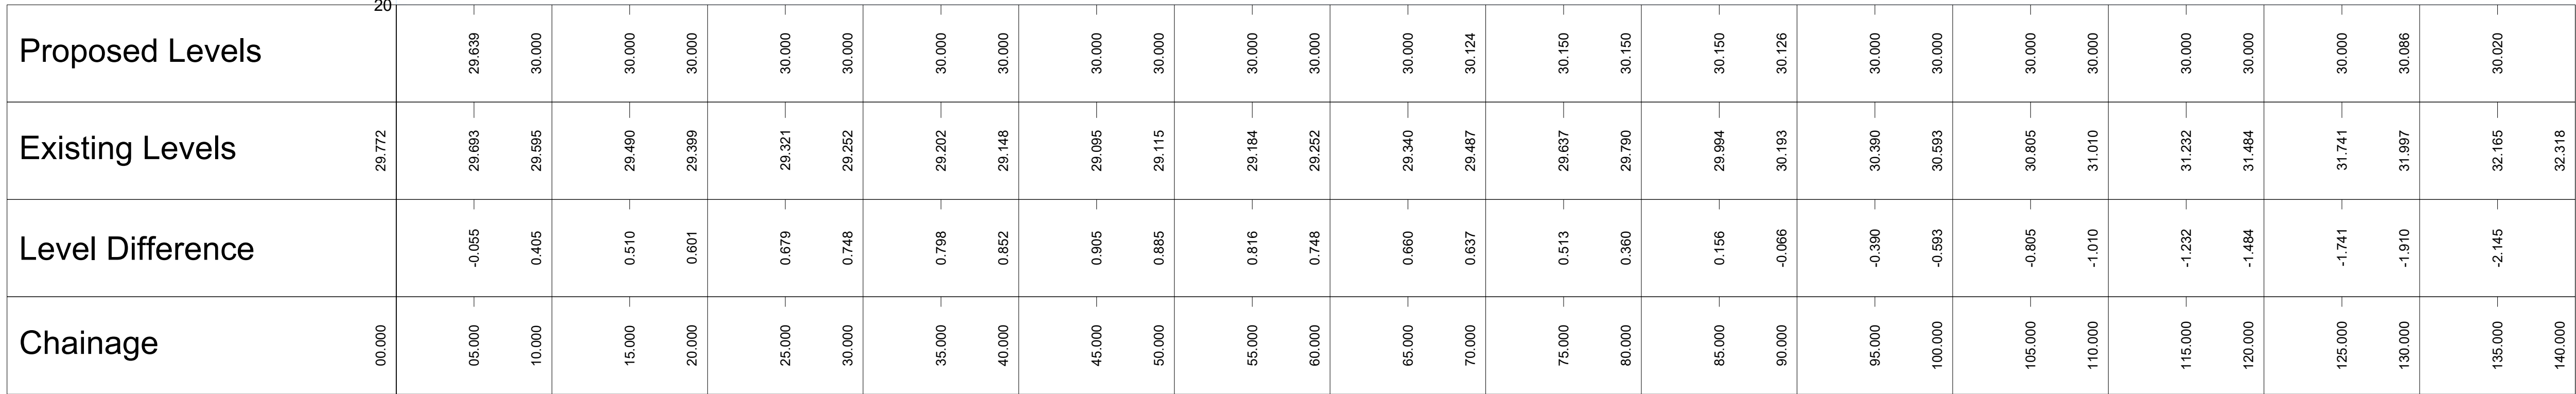 20
Proposed Levels 29.639 30.000 30.000 30.000 30.000 30.000 30.000 30.000 30.000 30.000 30.000 30.000 30.000 30.124 30.150 30.150 30.150 30.126 30.000 30.000 30.000 30.000 30.000 30.000 30.000 30.086 30.020
Existing Levels 29.772 29.693 29.595 29.490 29.399 29.321 29.252 29.202 29.148 29.095 29.115 29.184 29.252 29.340 29.487 29.637 29.790 29.994 30.193 30.390 30.593 30.805 31.010 31.232 31.484 31.741 31.997 32.165 32.318
Level Difference -0.055 0.405 0.510 0.601 0.679 0.748 0.798 0.852 0.905 0.885 0.816 0.748 0.660 0.637 0.513 0.360 0.156 -0.066 -0.390 -0.593 -0.805 -1.010 -1.232 -1.484 -1.741 -1.910 -2.145
Chainage 00.000 05.000 10.000 15.000 20.000 25.000 30.000 35.000 40.000 45.000 50.000 55.000 60.000 65.000 70.000 75.000 80.000 85.000 90.000 95.000 100.000 105.000 110.000 115.000 120.000 125.000 130.000 135.000 140.000